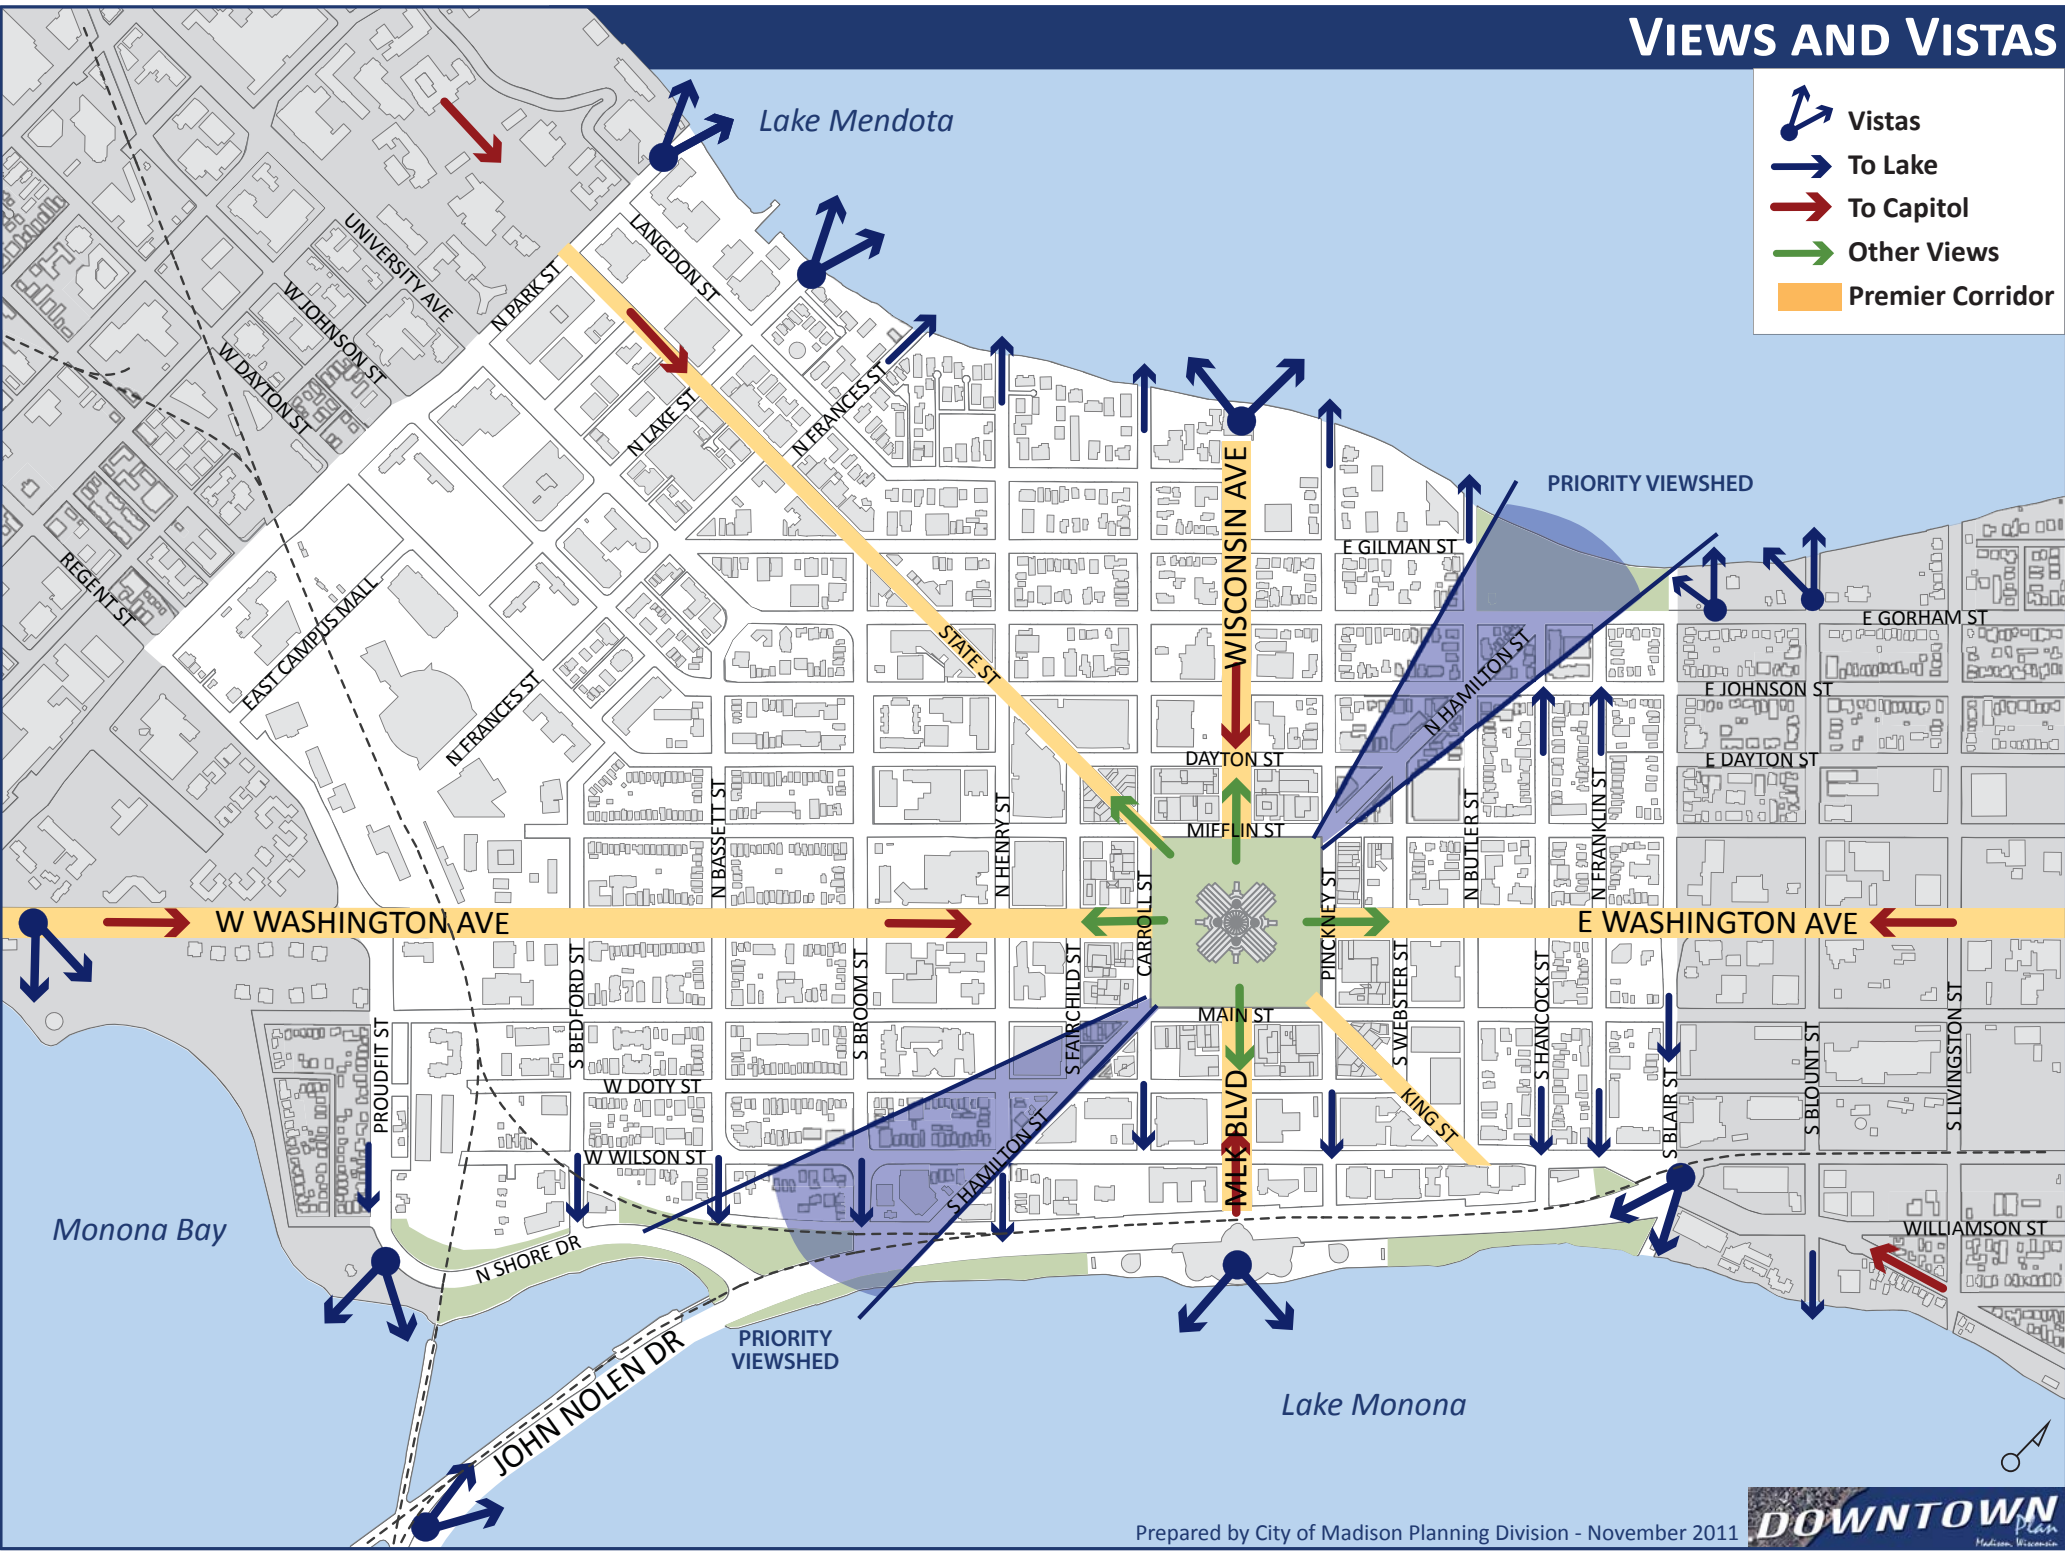 VIEWS AND VISTAS
Vistas
To Lake
To Capitol
Other Views
Premier Corridor
Lake Mendota
LANGDON ST
UNIVERSITY AVE
N PARK ST
W JOHNSON ST
W DAYTON ST
N LAKE ST
N FRANCES ST
REGENT ST
EAST CAMPUS MALL
N FRANCES ST
STATE ST
WISCONSIN AVE
PRIORITY VIEWSHED
E GILMAN ST
E GORHAM ST
N HAMILTON ST
E JOHNSON ST
DAYTON ST
E DAYTON ST
N BASSETT ST
N HENRY ST
MIFFLIN ST
N BUTLER ST
N FRANKLIN ST
CARROLL ST
PINCKNEY ST
W WASHINGTON AVE
E WASHINGTON AVE
S BEDFORD ST
S BROOM ST
S FAIRCHILD ST
S WEBSTER ST
S HANCOCKS ST
S LIVINGSTON ST
MAIN ST
PROUDFIT ST
S BLOUNT ST
W DOTY ST
MLK BLVD
KING ST
S BLAIR ST
W WILSON ST
S HAMILTON ST
Monona Bay
N SHORE DR
WILLIAMSON ST
PRIORITY
VIEWSHED
JOHN NOLEN DR
Lake Monona
Prepared by City of Madison Planning Division - November 2011
DOWNTOWN
Plan
Madison, Wisconsin